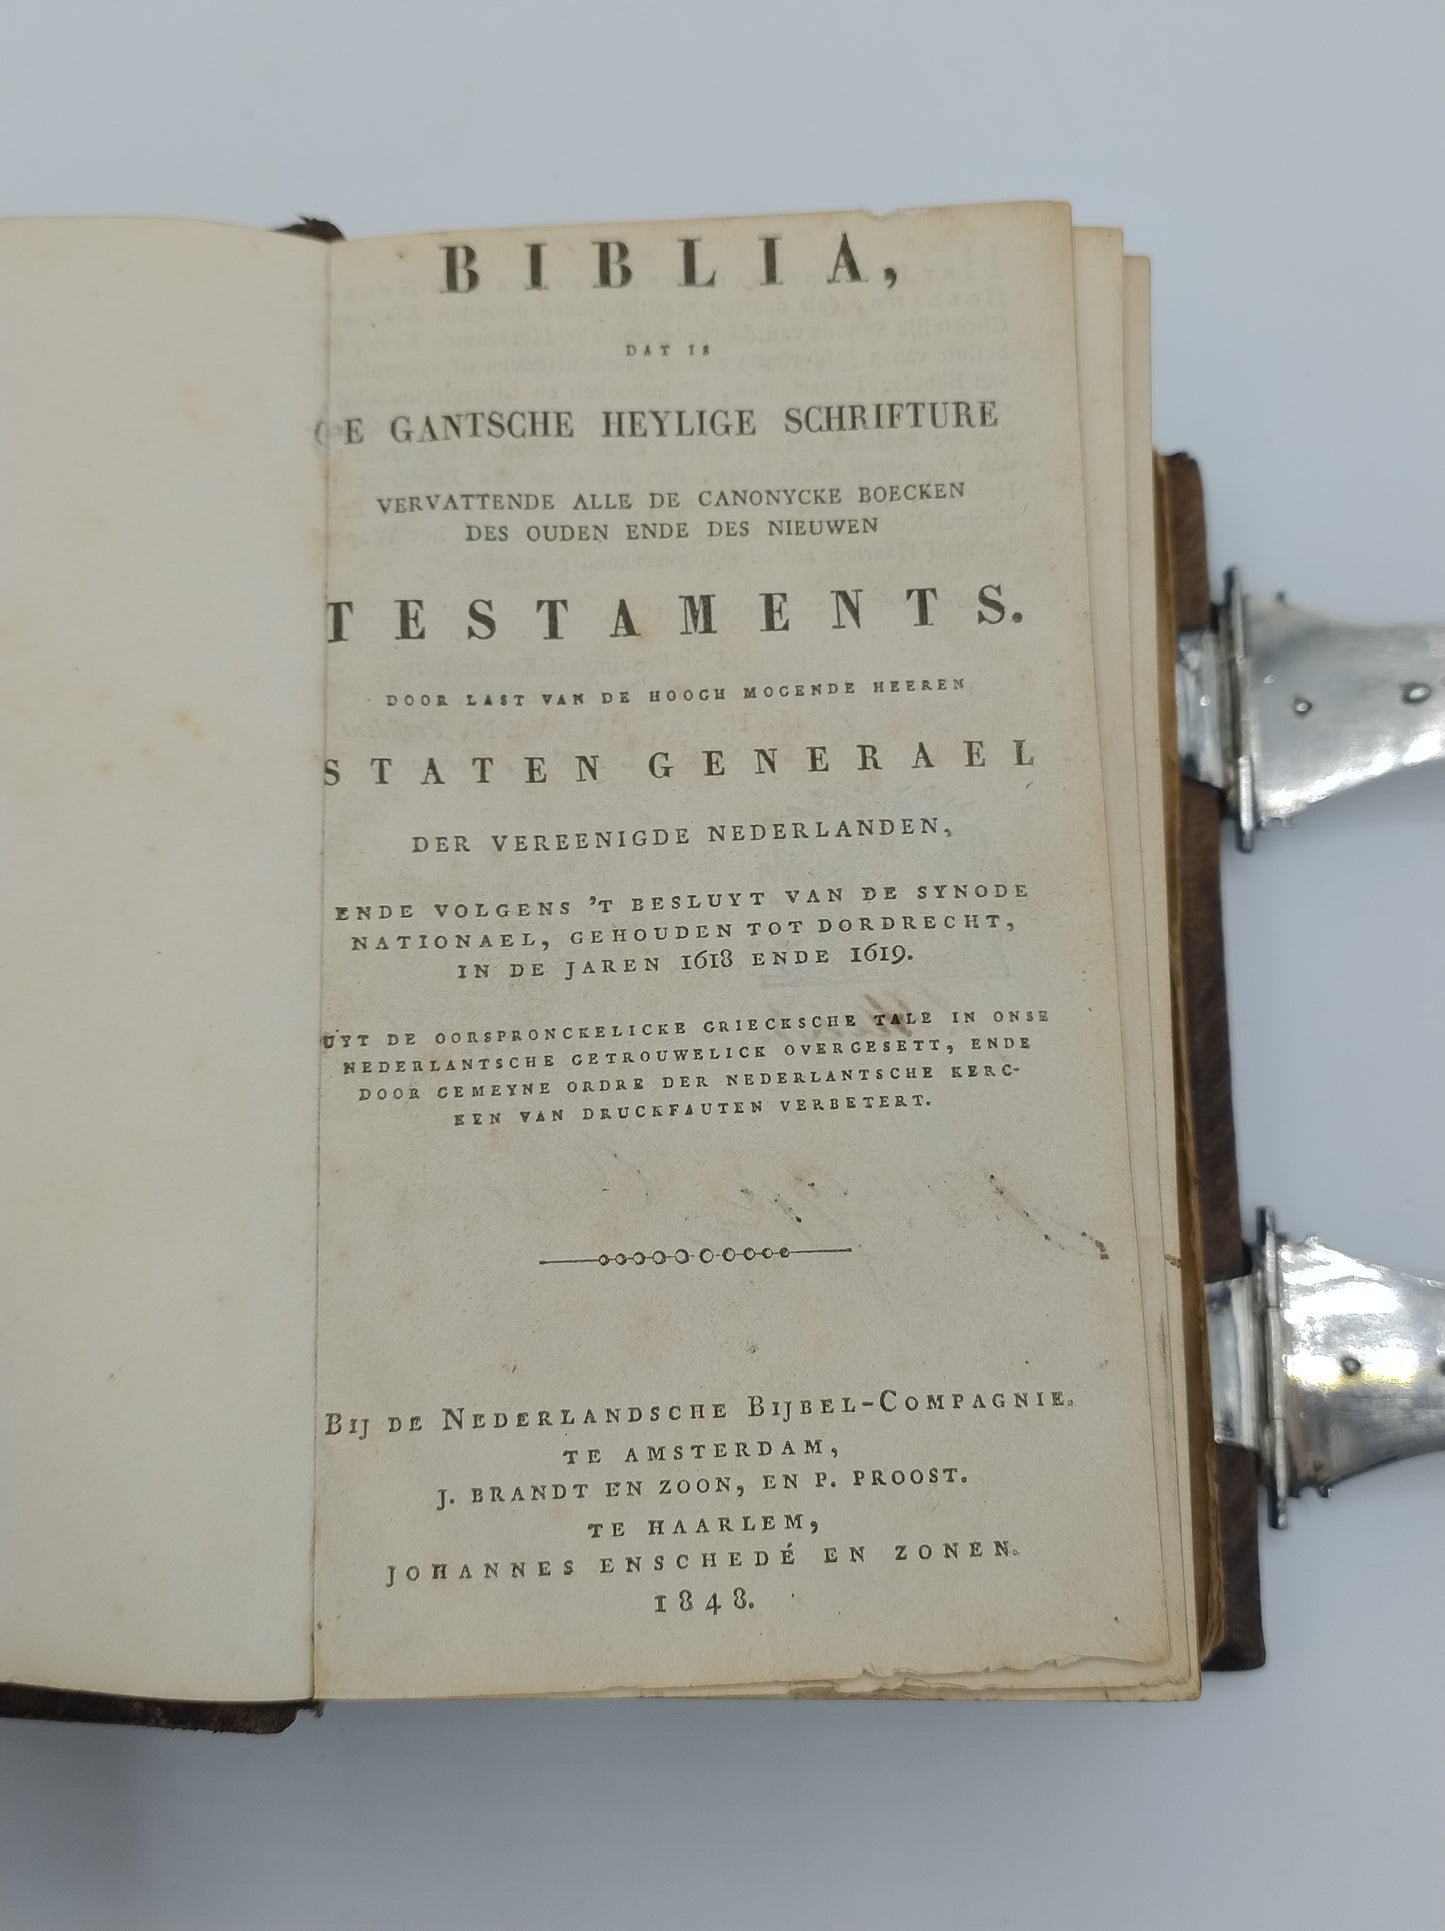 BIBLIA,
DAT IS
DE GANTSCHE HEYLIGE SCHRIFTURE
VERVATTENDE ALLE DE CANONYCKE BOECKEN
DES OUDEN ENDE DES NIEUWEN
TESTAMENTS.
DOOR LAST VAN DE HOOGH MOGENDE HEEREN
STATEN GENERAEL
DER VEREENIGDE NEDERLANDEN,
ENDE VOLGENS 'T BESLUYT VAN DE SYNODE
NATIONAEL, GEHOUDEN TOT DORDRECHT,
IN DE JAREN 1618 ENDE 1619.
UYT DE OORSPRONCKELICKE GRIECKSCHE TALE IN ONSE
NEDERLANTSCHE GETROUWELICK OVERGESETT, ENDE
DOOR GEMEYNE ORDRE DER NEDERLANTSCHE KERC-
KEN VAN DRUCKFAUTEN VERBETERT.
BIJ DE NEDERLANDSCHE BIJBEL-COMPAGNIE.
TE AMSTERDAM,
J. BRANDT EN ZOON, EN P. PROOST.
TE HAARLEM,
JOHANNES ENSCHEDÉ EN ZONEN.
1848.